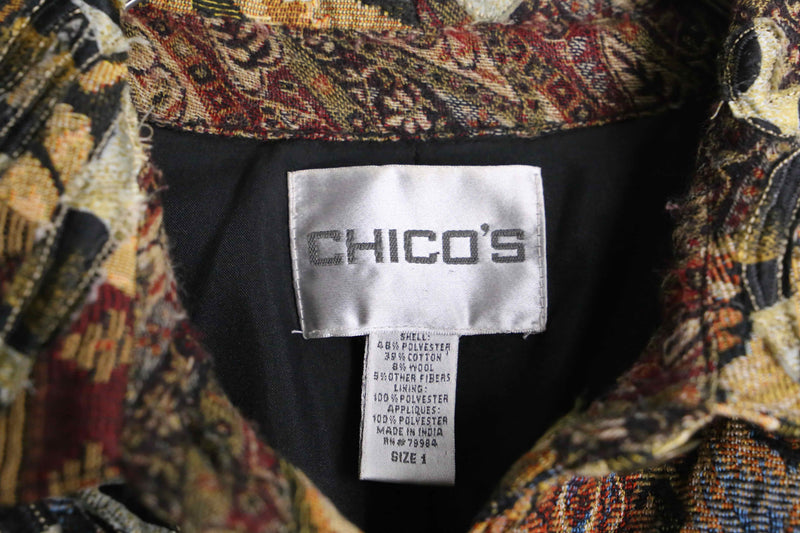 CHICO'S
SHELL:
48% POLYESTER
39% COTTON
8% WOOL
5% OTHER FIBERS
LINING:
100% POLYESTER
APPLIQUES:
100% POLYESTER
MADE IN INDIA
RN# 79984
SIZE 1